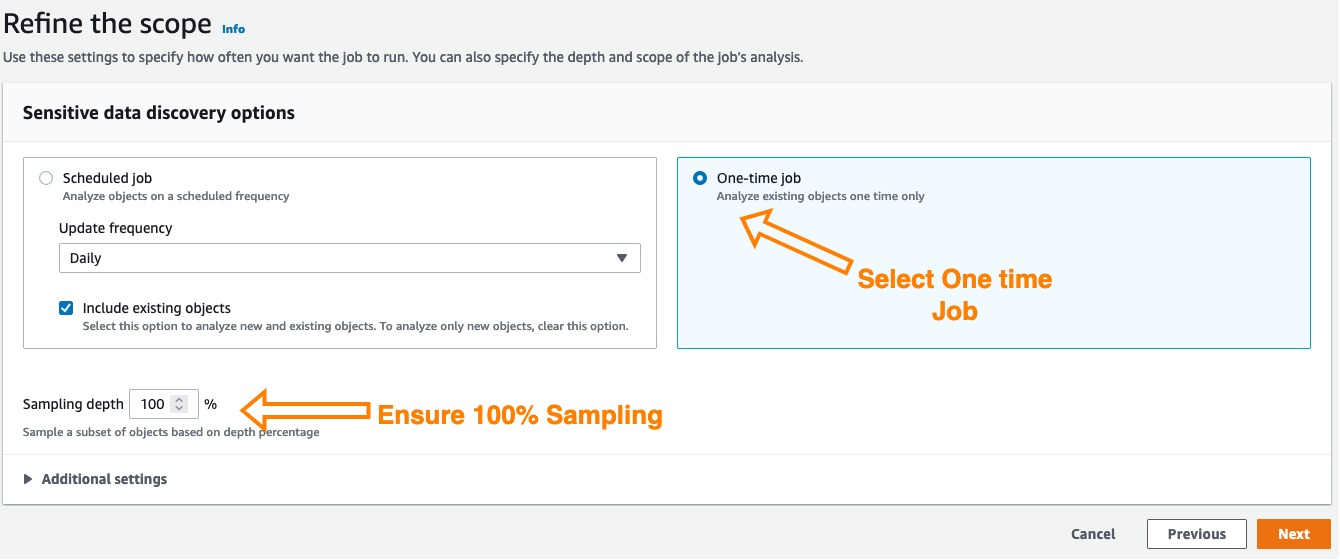 Refine the scope Info
Use these settings to specify how often you want the job to run. You can also specify the depth and scope of the job's analysis.
Sensitive data discovery options
Scheduled job
Analyze objects on a scheduled frequency
Update frequency
Daily
Include existing objects
Select this option to analyze new and existing objects. To analyze only new objects, clear this option.
One-time job
Analyze existing objects one time only
Select One time
Job
Sampling depth 100 %
Ensure 100% Sampling
Sample a subset of objects based on depth percentage
Additional settings
Cancel Previous Next